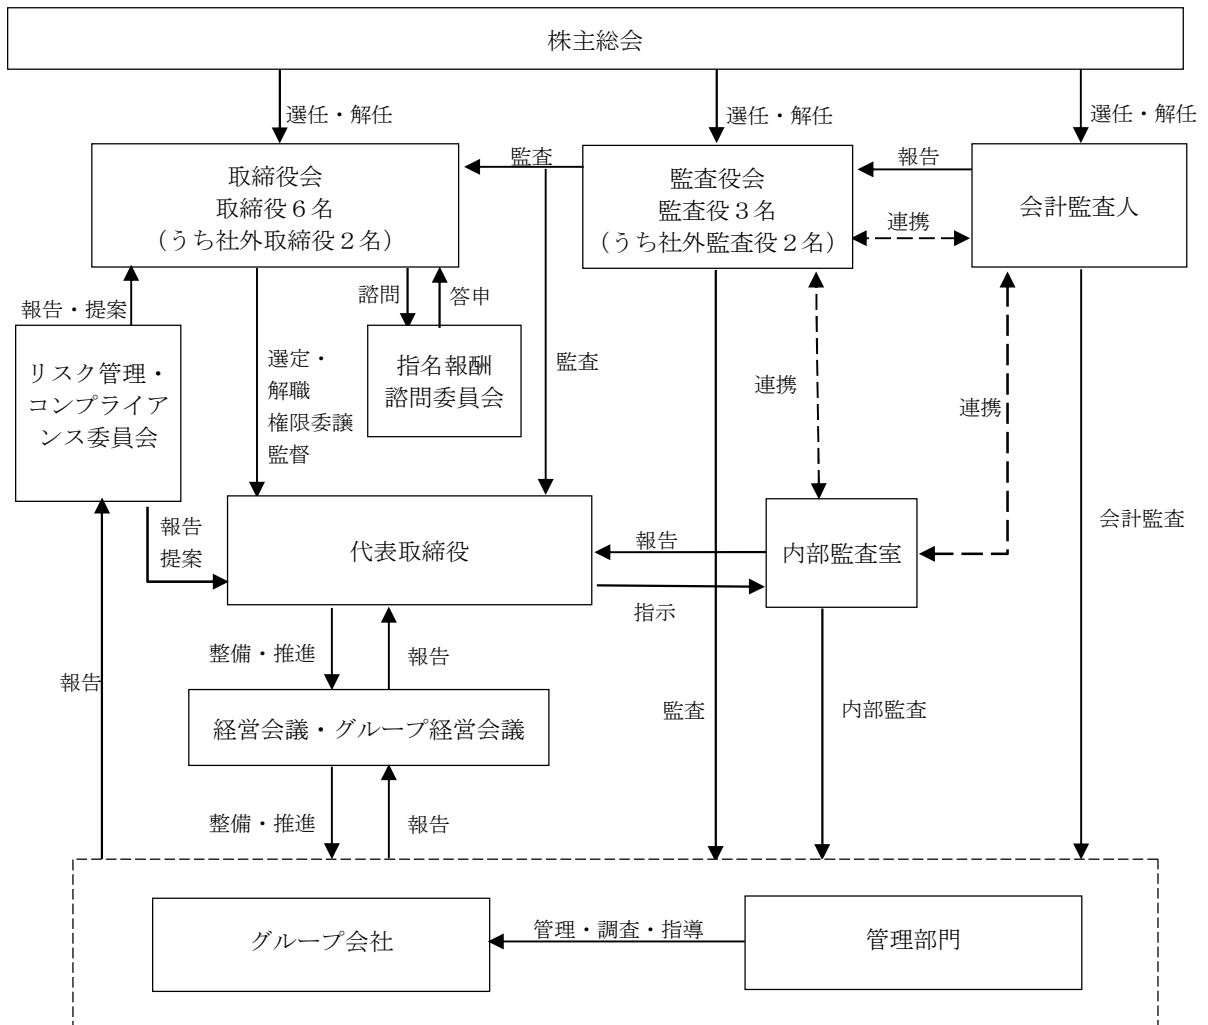 株主総会
選任・解任
選任・解任
選任・解任
取締役会
取締役６名
（うち社外取締役２名）
監査
監査役会
監査役３名
（うち社外監査役２名）
報告
連携
会計監査人
報告・提案
諮問
答申
リスク管理・
コンプライア
ンス委員会
選定・
解職
権限委譲
監督
指名報酬
諮問委員会
監査
連携
連携
報告
提案
代表取締役
報告
指示
内部監査室
会計監査
整備・推進
報告
報告
経営会議・グループ経営会議
監査
内部監査
整備・推進
報告
グループ会社
管理・調査・指導
管理部門